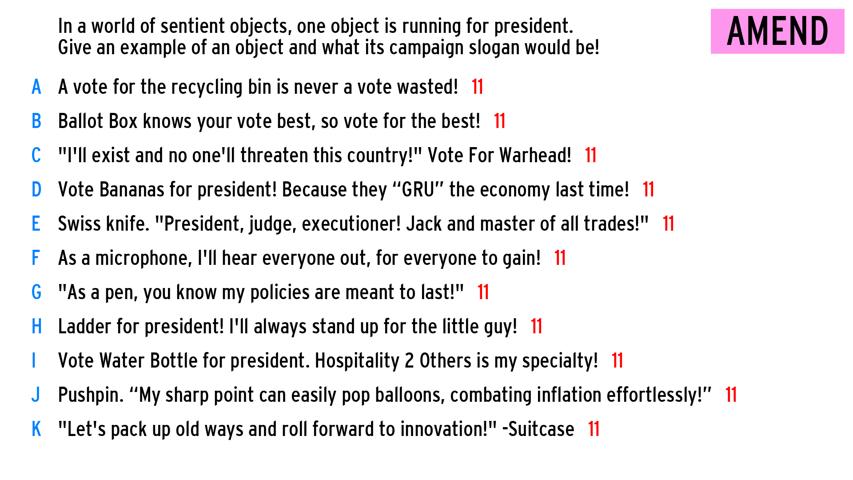 In a world of sentient objects, one object is running for president.
Give an example of an object and what its campaign slogan would be!
AMEND
A A vote for the recycling bin is never a vote wasted! 11
B Ballot Box knows your vote best, so vote for the best! 11
C "I'll exist and no one'll threaten this country!" Vote For Warhead! 11
D Vote Bananas for president! Because they “GRU” the economy last time! 11
E Swiss knife. "President, judge, executioner! Jack and master of all trades!" 11
F As a microphone, I'll hear everyone out, for everyone to gain! 11
G "As a pen, you know my policies are meant to last!" 11
H Ladder for president! I'll always stand up for the little guy! 11
I Vote Water Bottle for president. Hospitality 2 Others is my specialty! 11
J Pushpin. “My sharp point can easily pop balloons, combating inflation effortlessly!” 11
K "Let's pack up old ways and roll forward to innovation!" -Suitcase 11